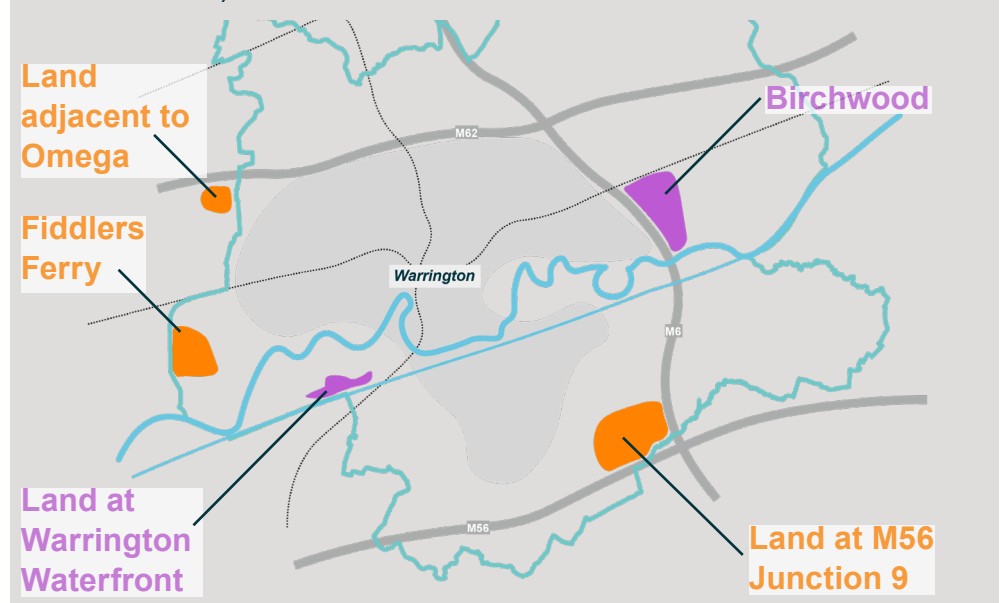 Land
adjacent to
Omega
Birchwood
M62
Fiddlers
Ferry
Warrington
M6
Land at
Warrington
Waterfront
M56
Land at M56
Junction 9